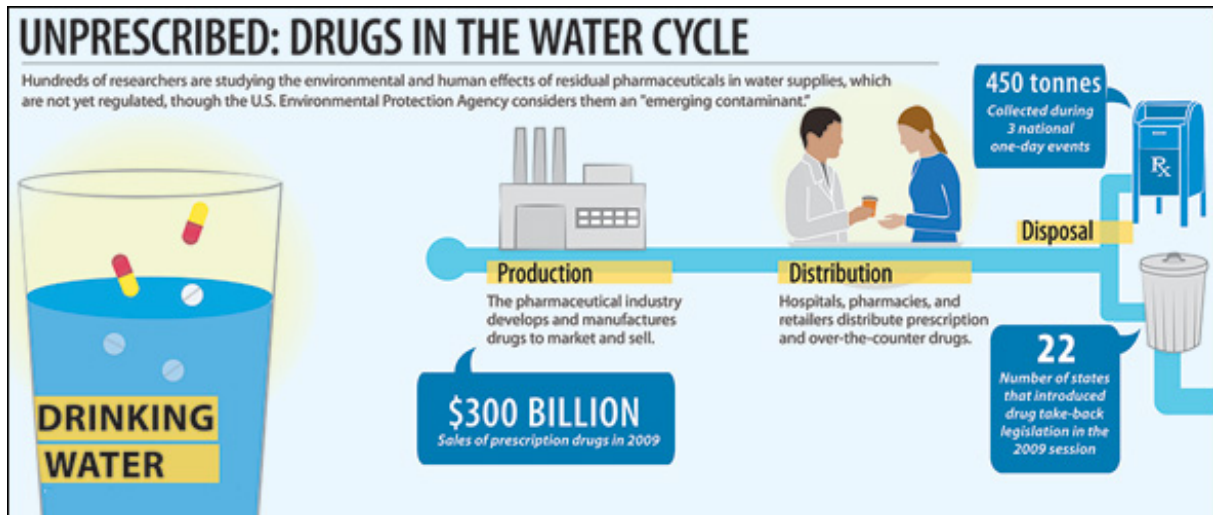 UNPRESCRIBED: DRUGS IN THE WATER CYCLE
Hundreds of researchers are studying the environmental and human effects of residual pharmaceuticals in water supplies, which
are not yet regulated, though the U.S. Environmental Protection Agency considers them an "emerging contaminant."
450 tonnes
Collected during
3 national
one-day events
Rx
Disposal
Production
The pharmaceutical industry
develops and manufactures
drugs to market and sell.
Distribution
Hospitals, pharmacies, and
retailers distribute prescription
and over-the-counter drugs.
$300 BILLION
Sales of prescription drugs in 2009
22
Number of states
that introduced
drug take-back
legislation in the
2009 session
DRINKING
WATER